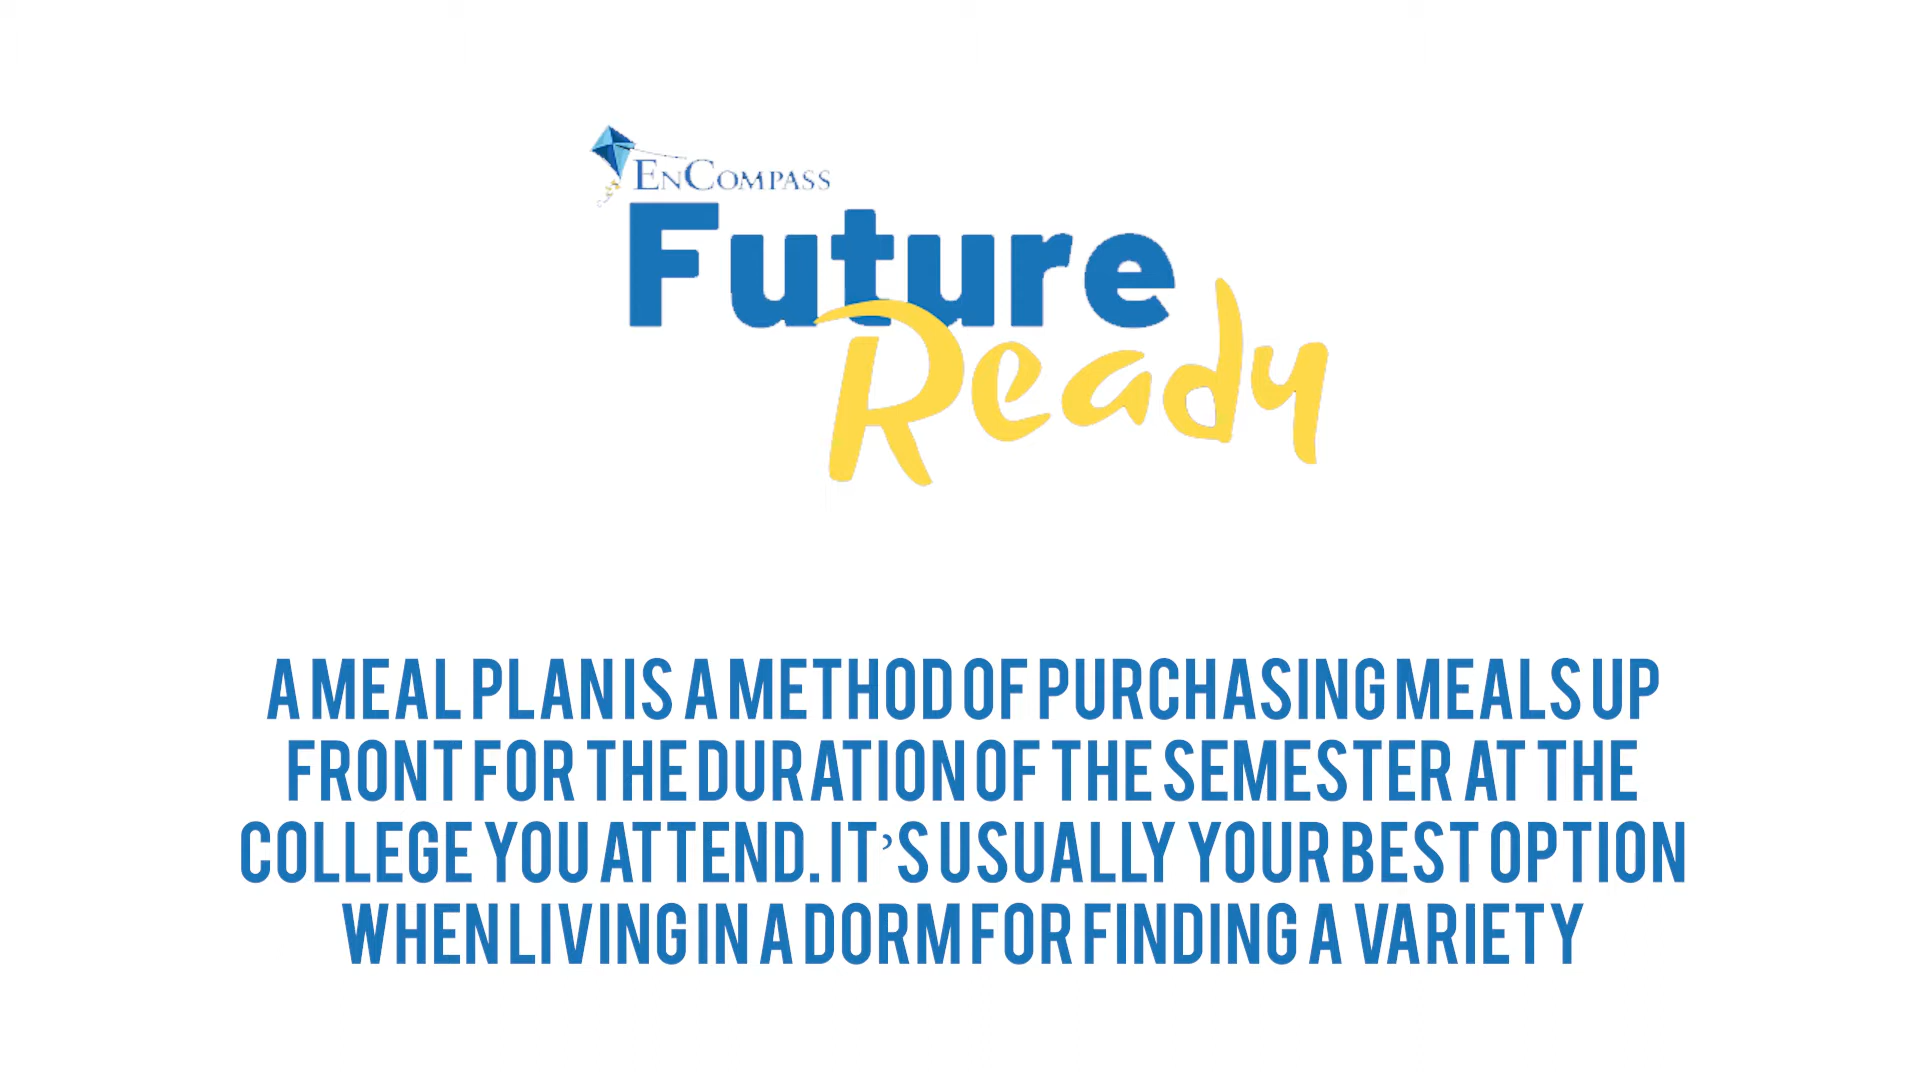 ENCOMPASS
Future
Ready
A MEAL PLAN IS A METHOD OF PURCHASING MEALS UP
FRONT FOR THE DURATION OF THE SEMESTER AT THE
COLLEGE YOU ATTEND. IT’S USUALLY YOUR BEST OPTION
WHEN LIVING IN A DORM FOR FINDING A VARIETY